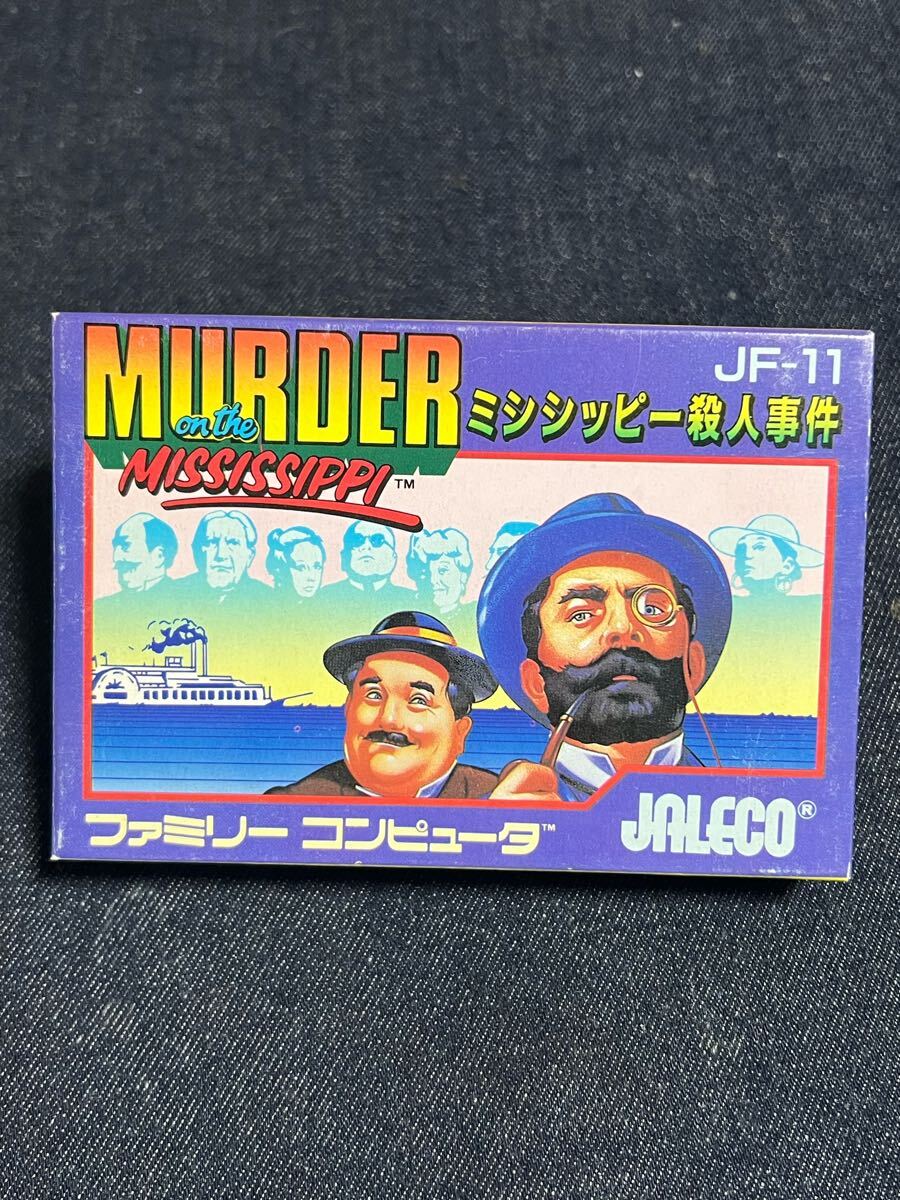 MURDER
on the
MISSISSIPPI™
JF-11
ミシシッピー殺人事件
ファミリー コンピュータ™
JALECO®